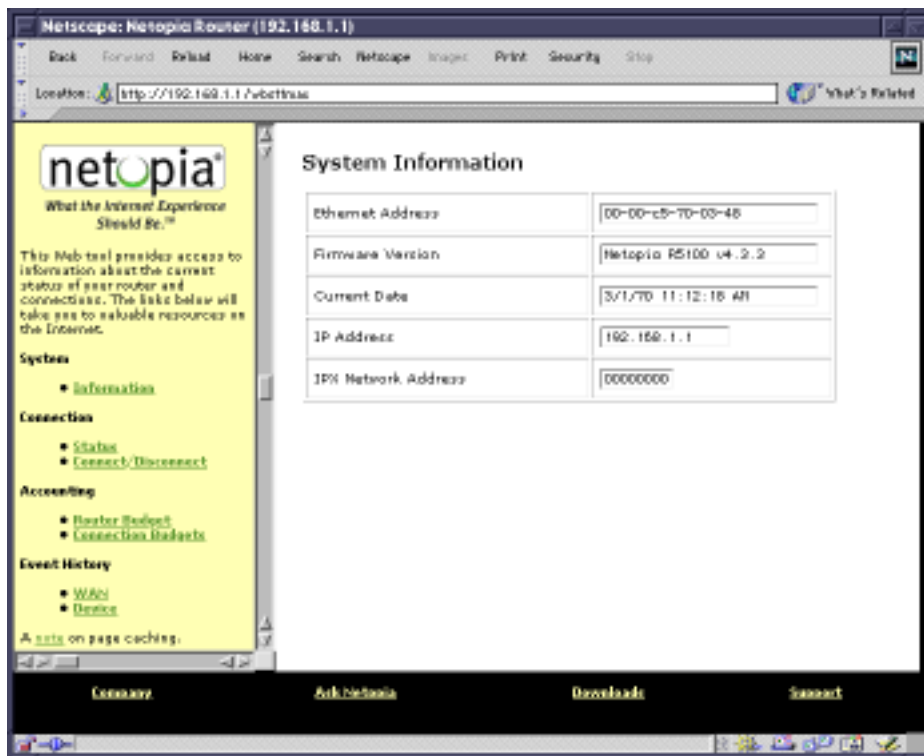 Netscape: Netopia Router (192.168.1.1)
Back Forward Reload Home Search Netscape Images Print Security Stop
Location: http://192.168.1.1/ What's Related
netopia
What the Internet Experience
Should Be.™
This Web tool provides access to
information about the current
status of your router and
connections. The links below will
take you to valuable resources on
the Internet.
System
Information
Connection
Status
Connect/Disconnect
Accounting
Router Budget
Connection Budgets
Event History
WAN
Device
A note on page caching.
System Information
Ethernet Address 00-00-c5-70-03-48
Firmware Version Netopia R5100 v4.3.2
Current Date 3/1/70 11:12:18 AM
IP Address 192.168.1.1
IPX Network Address 00000000
Company Ask Netopia Downloads Support